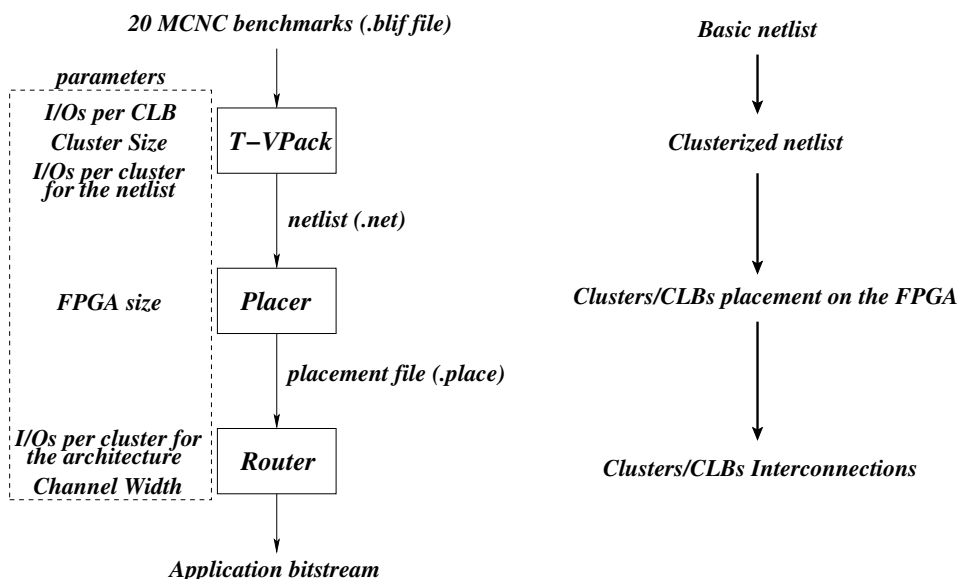 20 MCNC benchmarks (.blif file)
Basic netlist
parameters
I/Os per CLB
Cluster Size
I/Os per cluster
for the netlist
T−VPack
Clusterized netlist
netlist (.net)
FPGA size
Placer
Clusters/CLBs placement on the FPGA
placement file (.place)
I/Os per cluster for
the architecture
Channel Width
Router
Clusters/CLBs Interconnections
Application bitstream